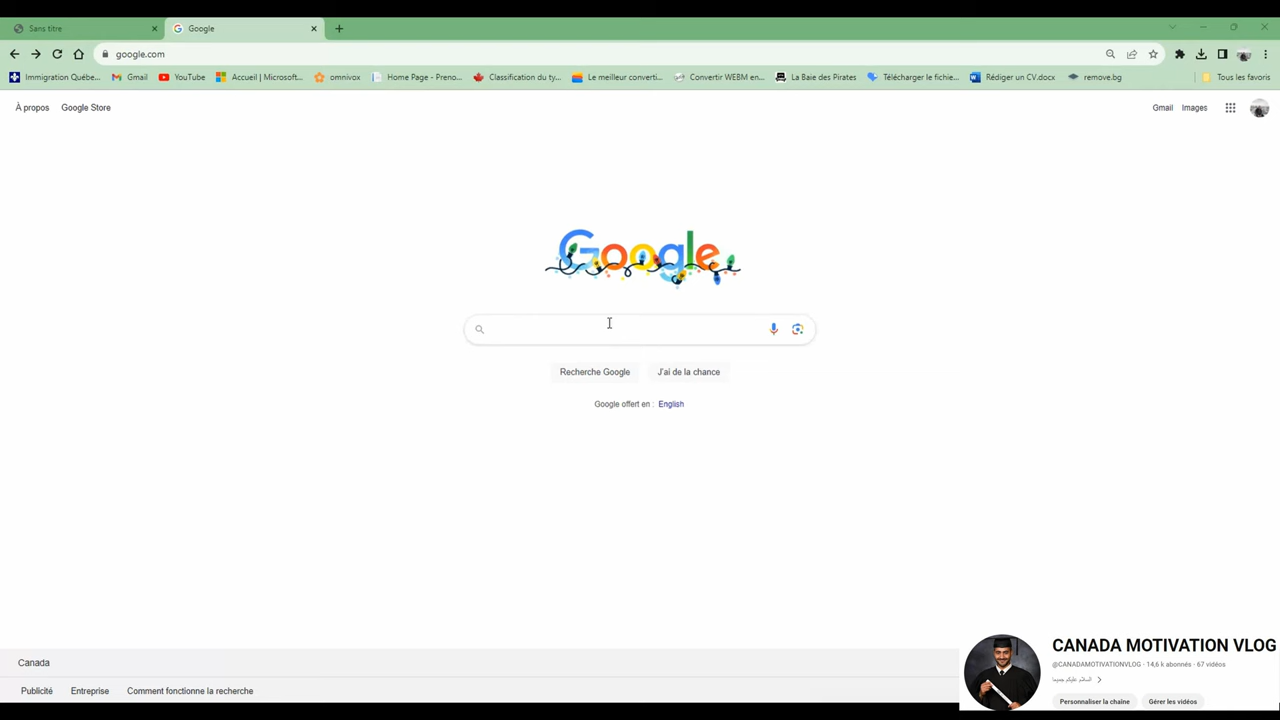 Sans titre
Google
google.com
Immigration Québe...
Gmail
YouTube
Accueil | Microsoft...
omnivox
Home Page - Preno...
Classification du ty...
Le meilleur converti...
Convertir WEBM en...
La Baie des Pirates
Télécharger le fichie...
Rédiger un CV.docx
remove.bg
Tous les favoris
À propos
Google Store
Gmail
Images
Google
Recherche Google
J'ai de la chance
Google offert en : English
Canada
Publicité
Entreprise
Comment fonctionne la recherche
CANADA MOTIVATION VLOG
@CANADAMOTIVATIONVLOG · 14,6 k abonnés · 67 vidéos
السلام عليكم جميعا
Personnaliser la chaîne
Gérer les vidéos